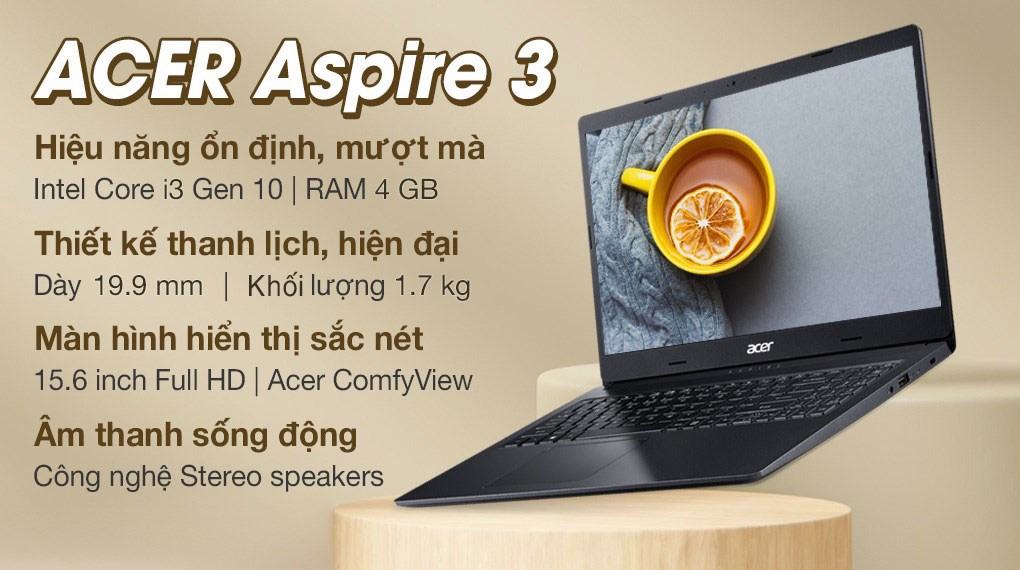 ACER Aspire 3
Hiệu năng ổn định, mượt mà
Intel Core i3 Gen 10 | RAM 4 GB
Thiết kế thanh lịch, hiện đại
Dày 19.9 mm | Khối lượng 1.7 kg
Màn hình hiển thị sắc nét
15.6 inch Full HD | Acer ComfyView
Âm thanh sống động
Công nghệ Stereo speakers
acer
ASPIRE